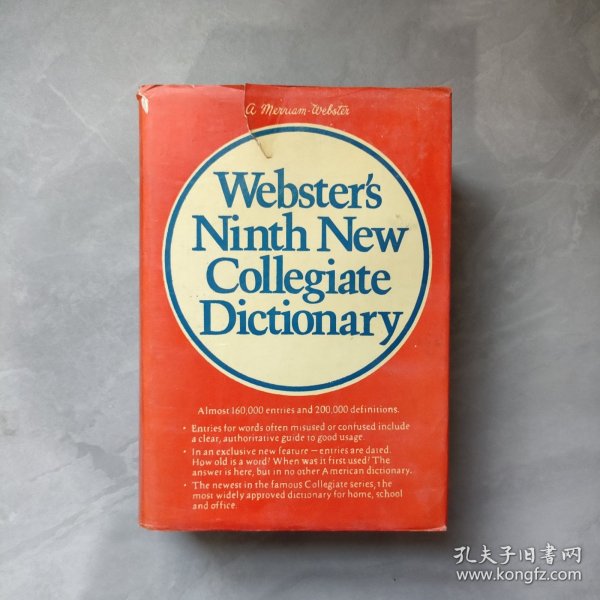 a Merriam-Webster
Webster's
Ninth New
Collegiate
Dictionary
Almost 160,000 entries and 200,000 definitions.
• Entries for words often misused or confused include
a clear, authoritative guide to good usage.
• In an exclusive new feature — entries are dated.
How old is a word? When was it first used? The
answer is here, but in no other American dictionary.
• The newest in the famous Collegiate series, the
most widely approved dictionary for home, school
and office.
孔夫子旧书网
www.kongfz.com